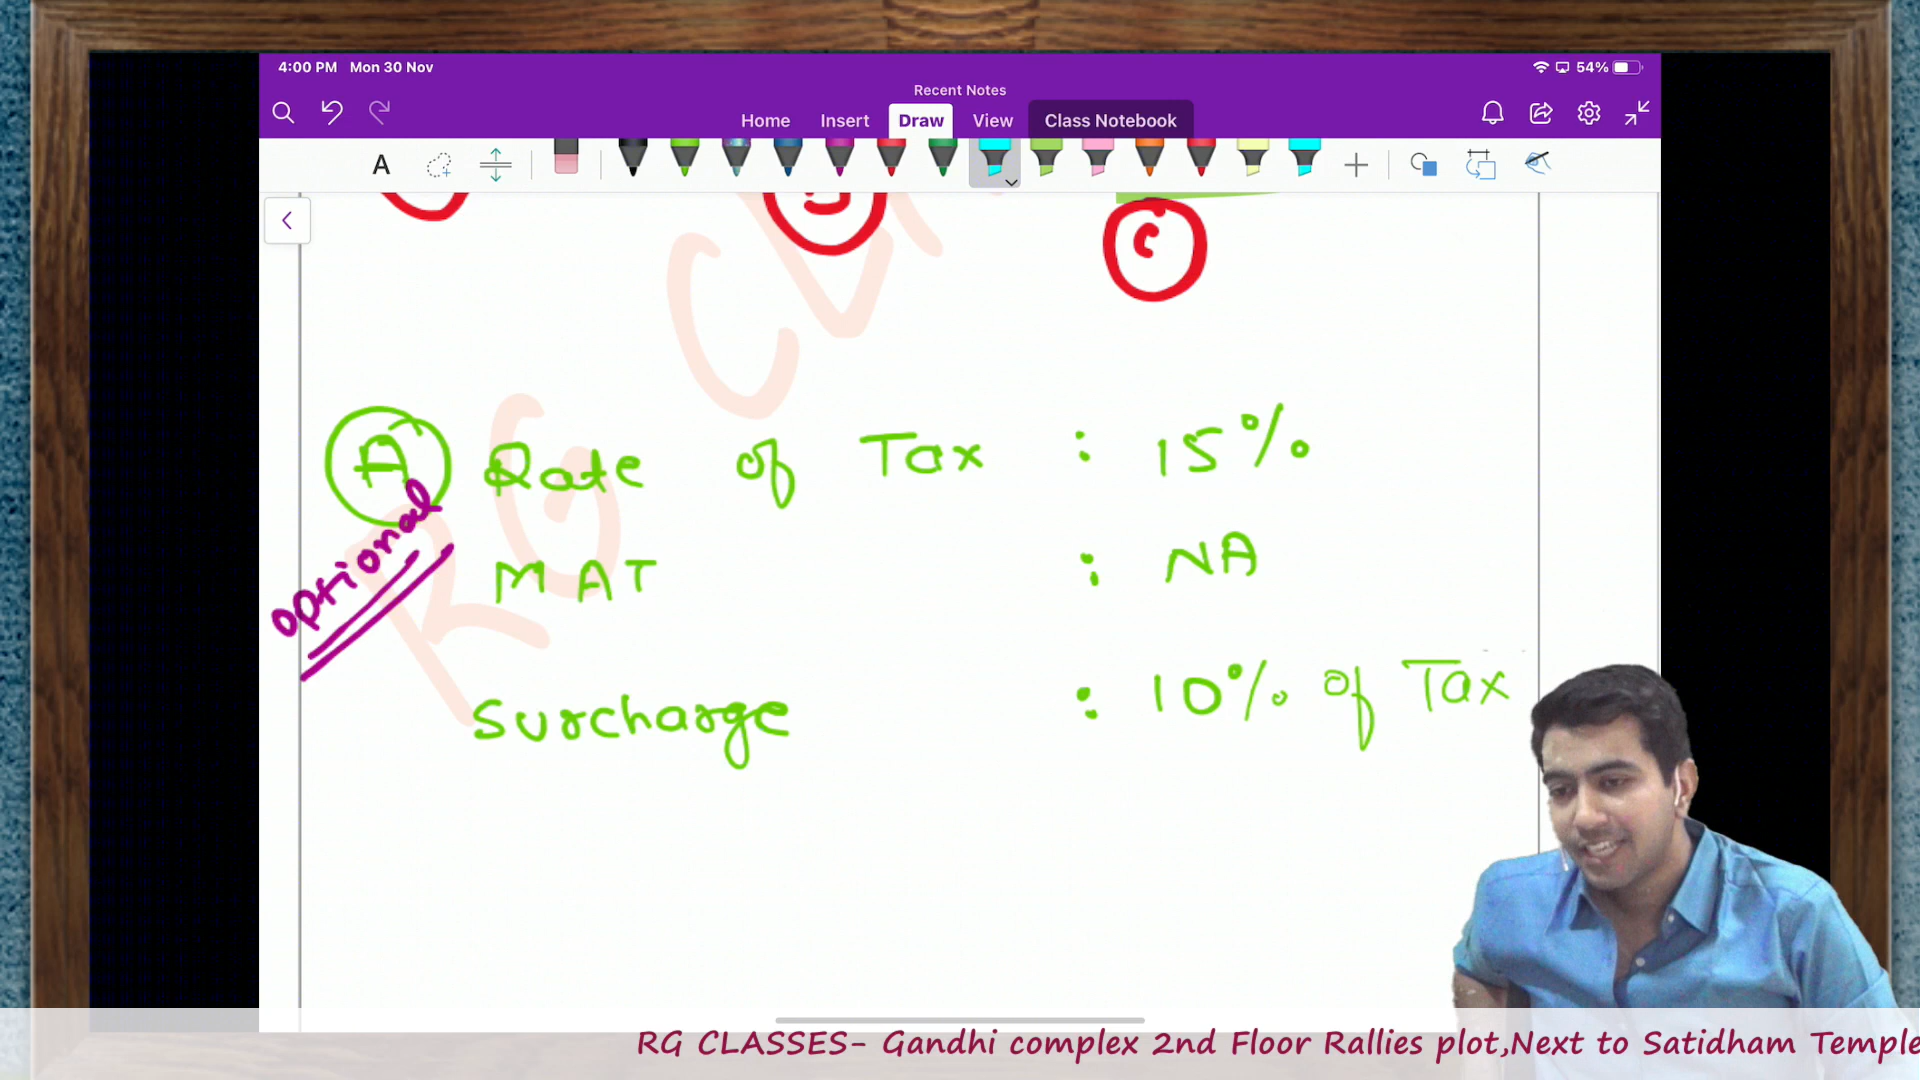 4:00 PM Mon 30 Nov
54%
Recent Notes
Home Insert Draw View Class Notebook
A
RG
C
A Rate of Tax : 15%
optional
MAT : NA
Surcharge : 10% of Tax
RG CLASSES- Gandhi complex 2nd Floor Rallies plot,Next to Satidham Temple